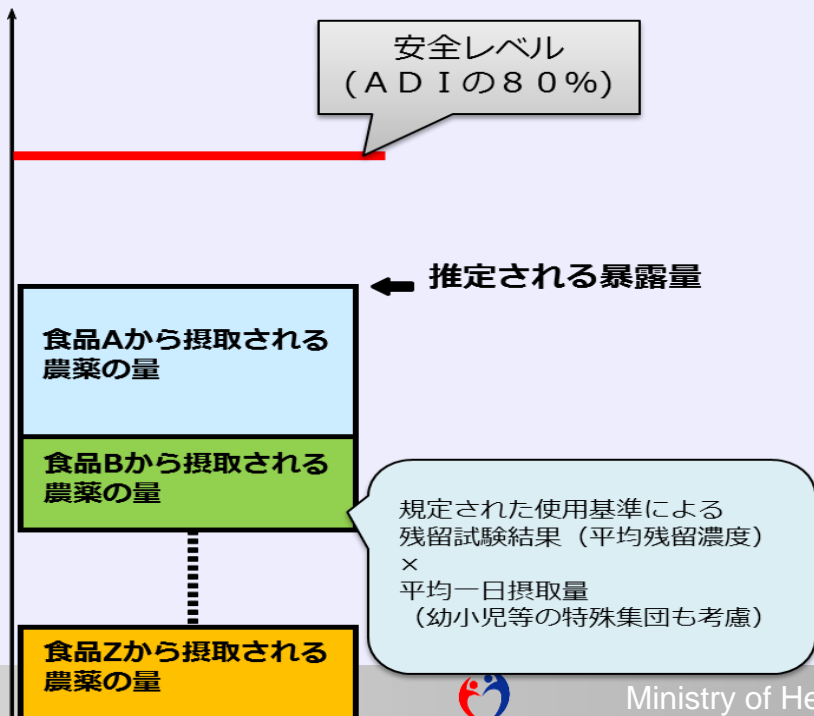 安全レベル
(ＡＤＩの８０%)
推定される暴露量
食品Aから摂取される
農薬の量
食品Bから摂取される
農薬の量
規定された使用基準による
残留試験結果（平均残留濃度）
×
平均一日摂取量
（幼小児等の特殊集団も考慮）
食品Zから摂取される
農薬の量
Ministry of He